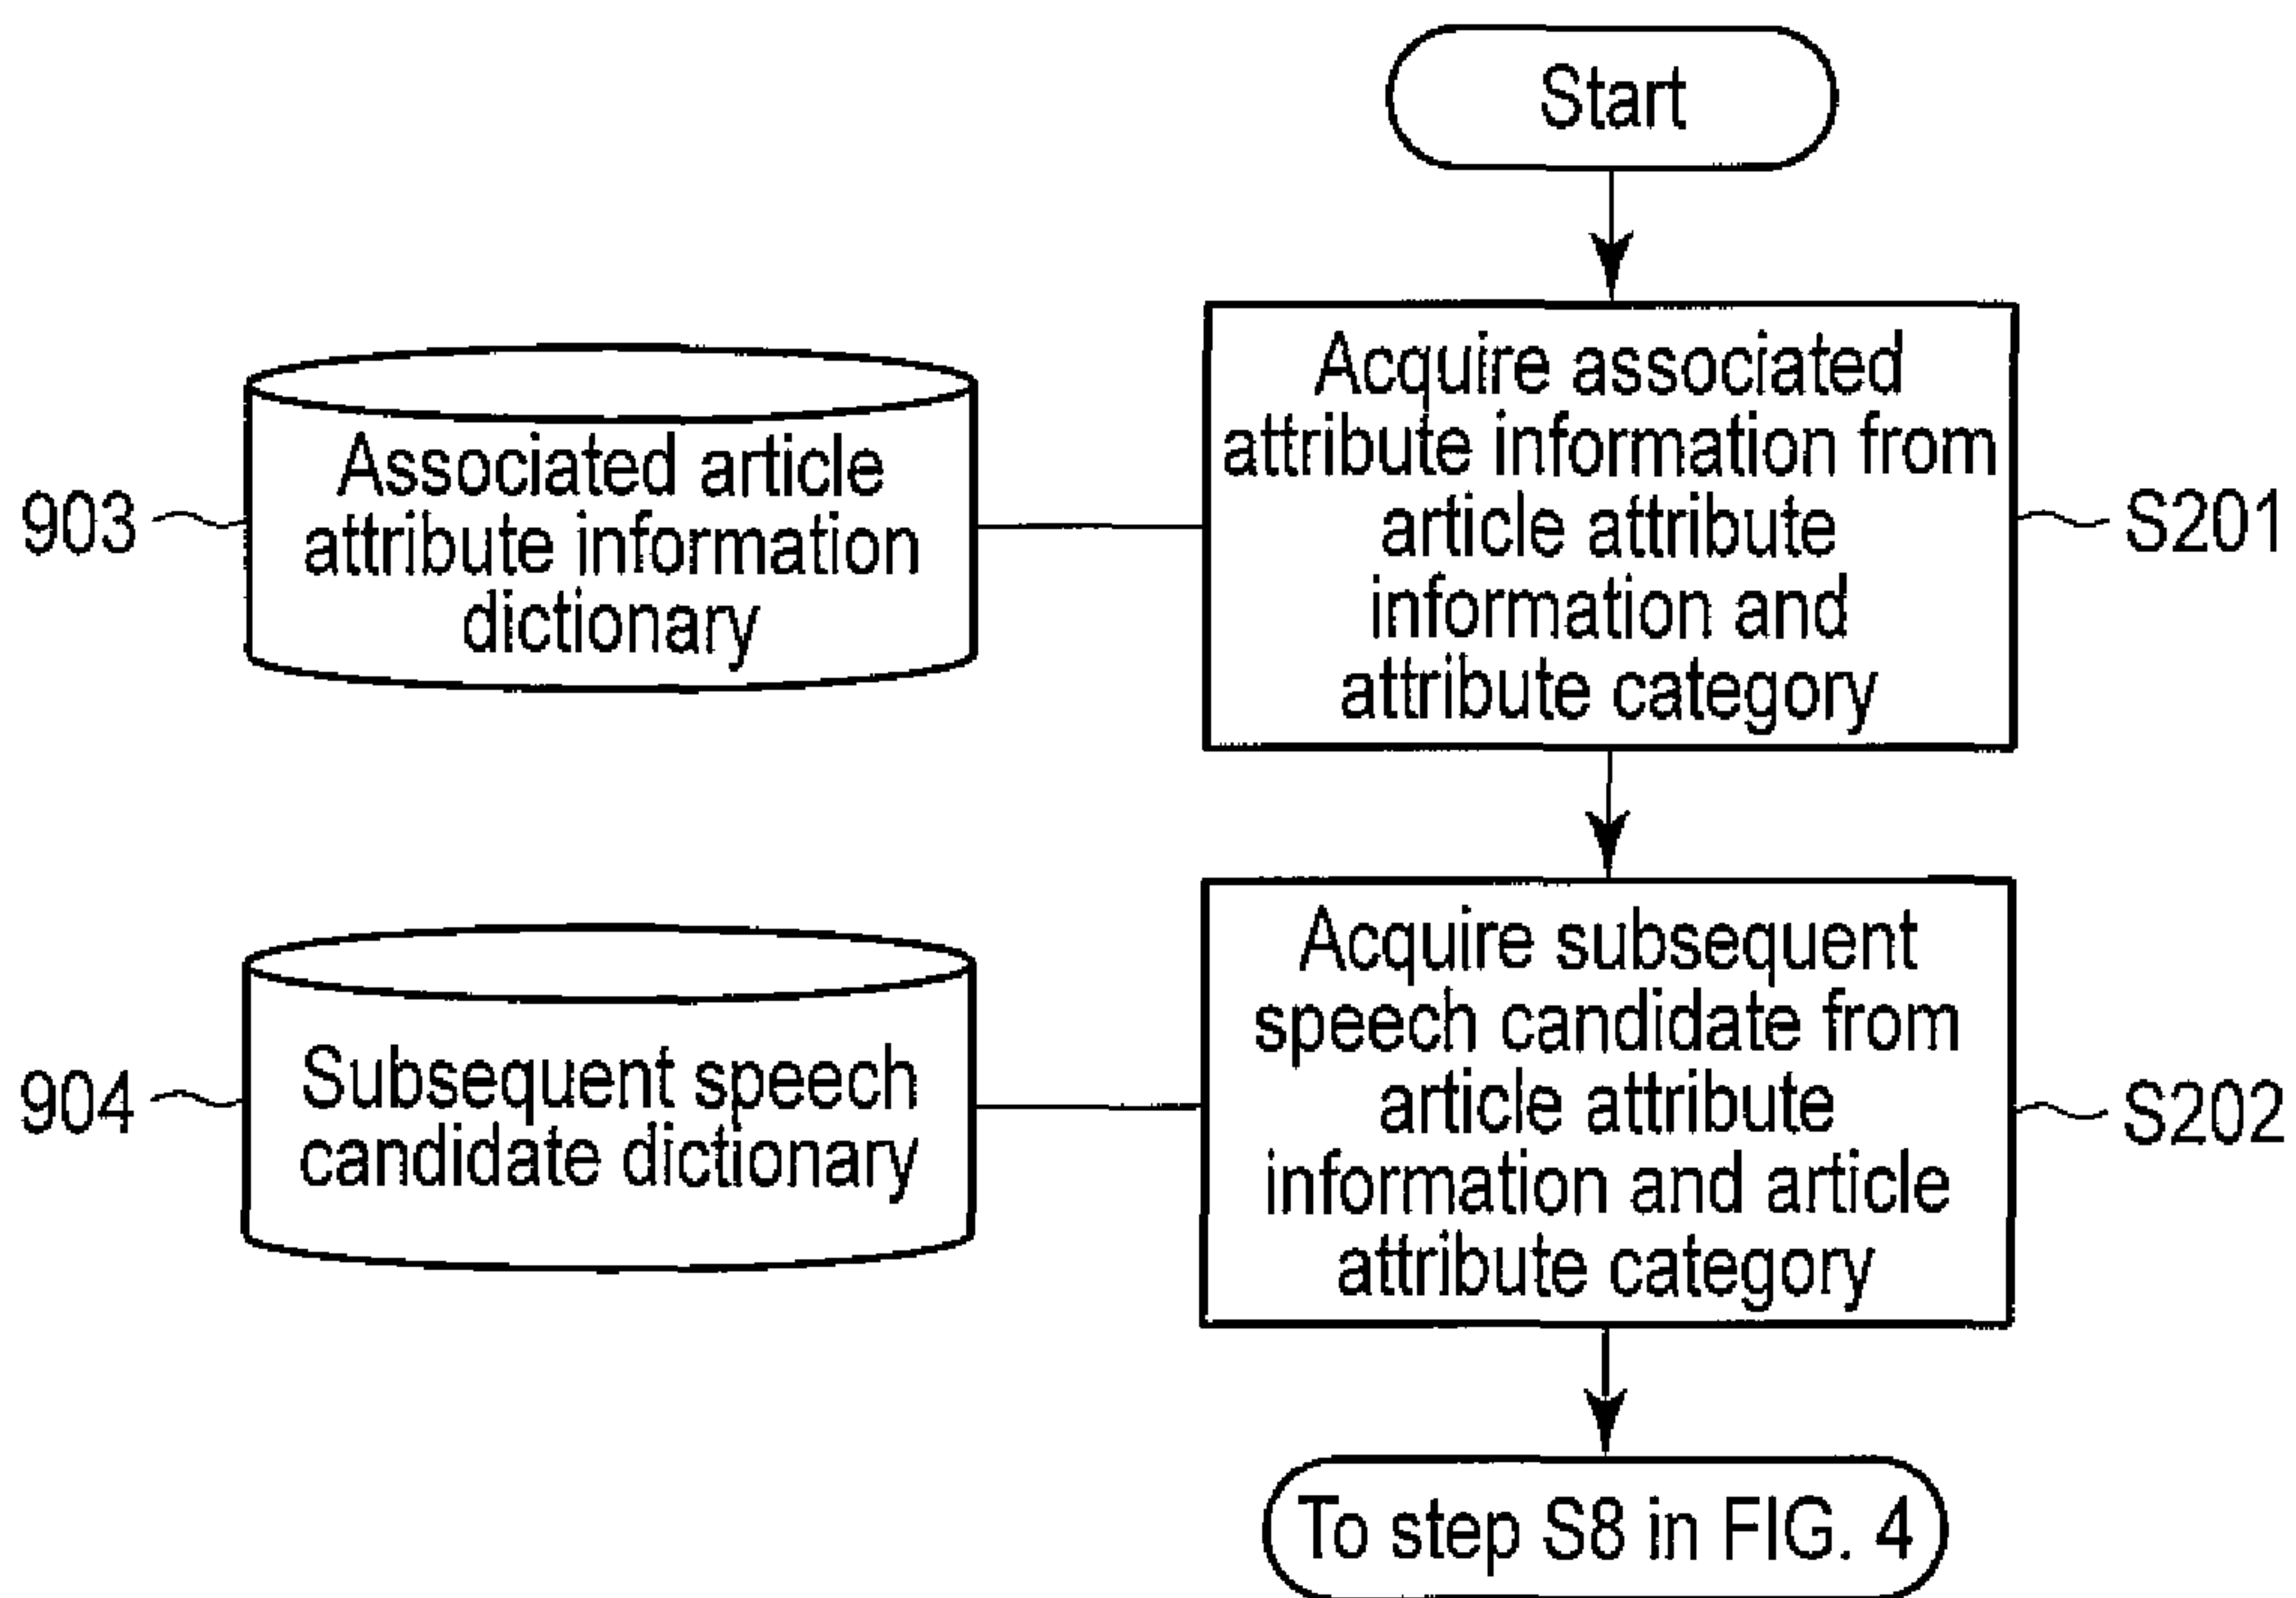 Start
Acquire associated
attribute information from
article attribute
information and
attribute category
S201
Associated article
attribute information
dictionary
903
Acquire subsequent
speech candidate from
article attribute
information and article
attribute category
S202
Subsequent speech
candidate dictionary
904
To step S8 in FIG. 4